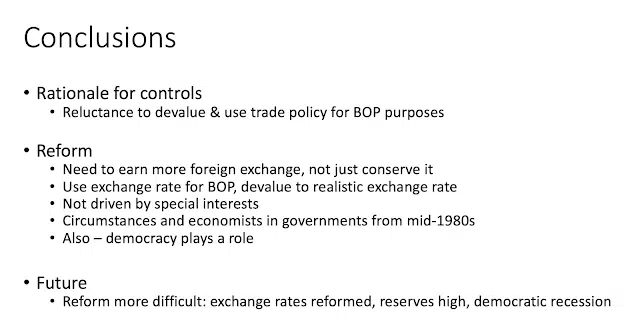 Conclusions
• Rationale for controls
• Reluctance to devalue & use trade policy for BOP purposes
• Reform
• Need to earn more foreign exchange, not just conserve it
• Use exchange rate for BOP, devalue to realistic exchange rate
• Not driven by special interests
• Circumstances and economists in governments from mid-1980s
• Also – democracy plays a role
• Future
• Reform more difficult: exchange rates reformed, reserves high, democratic recession